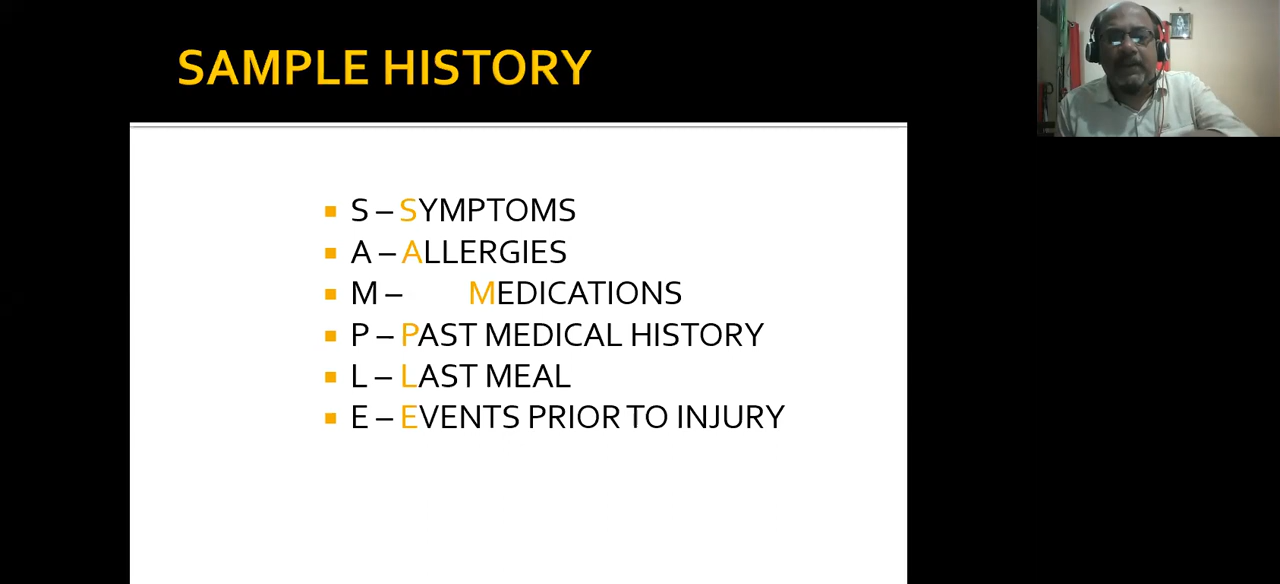 SAMPLE HISTORY
S – SYMPTOMS
A – ALLERGIES
M – MEDICATIONS
P – PAST MEDICAL HISTORY
L – LAST MEAL
E – EVENTS PRIOR TO INJURY